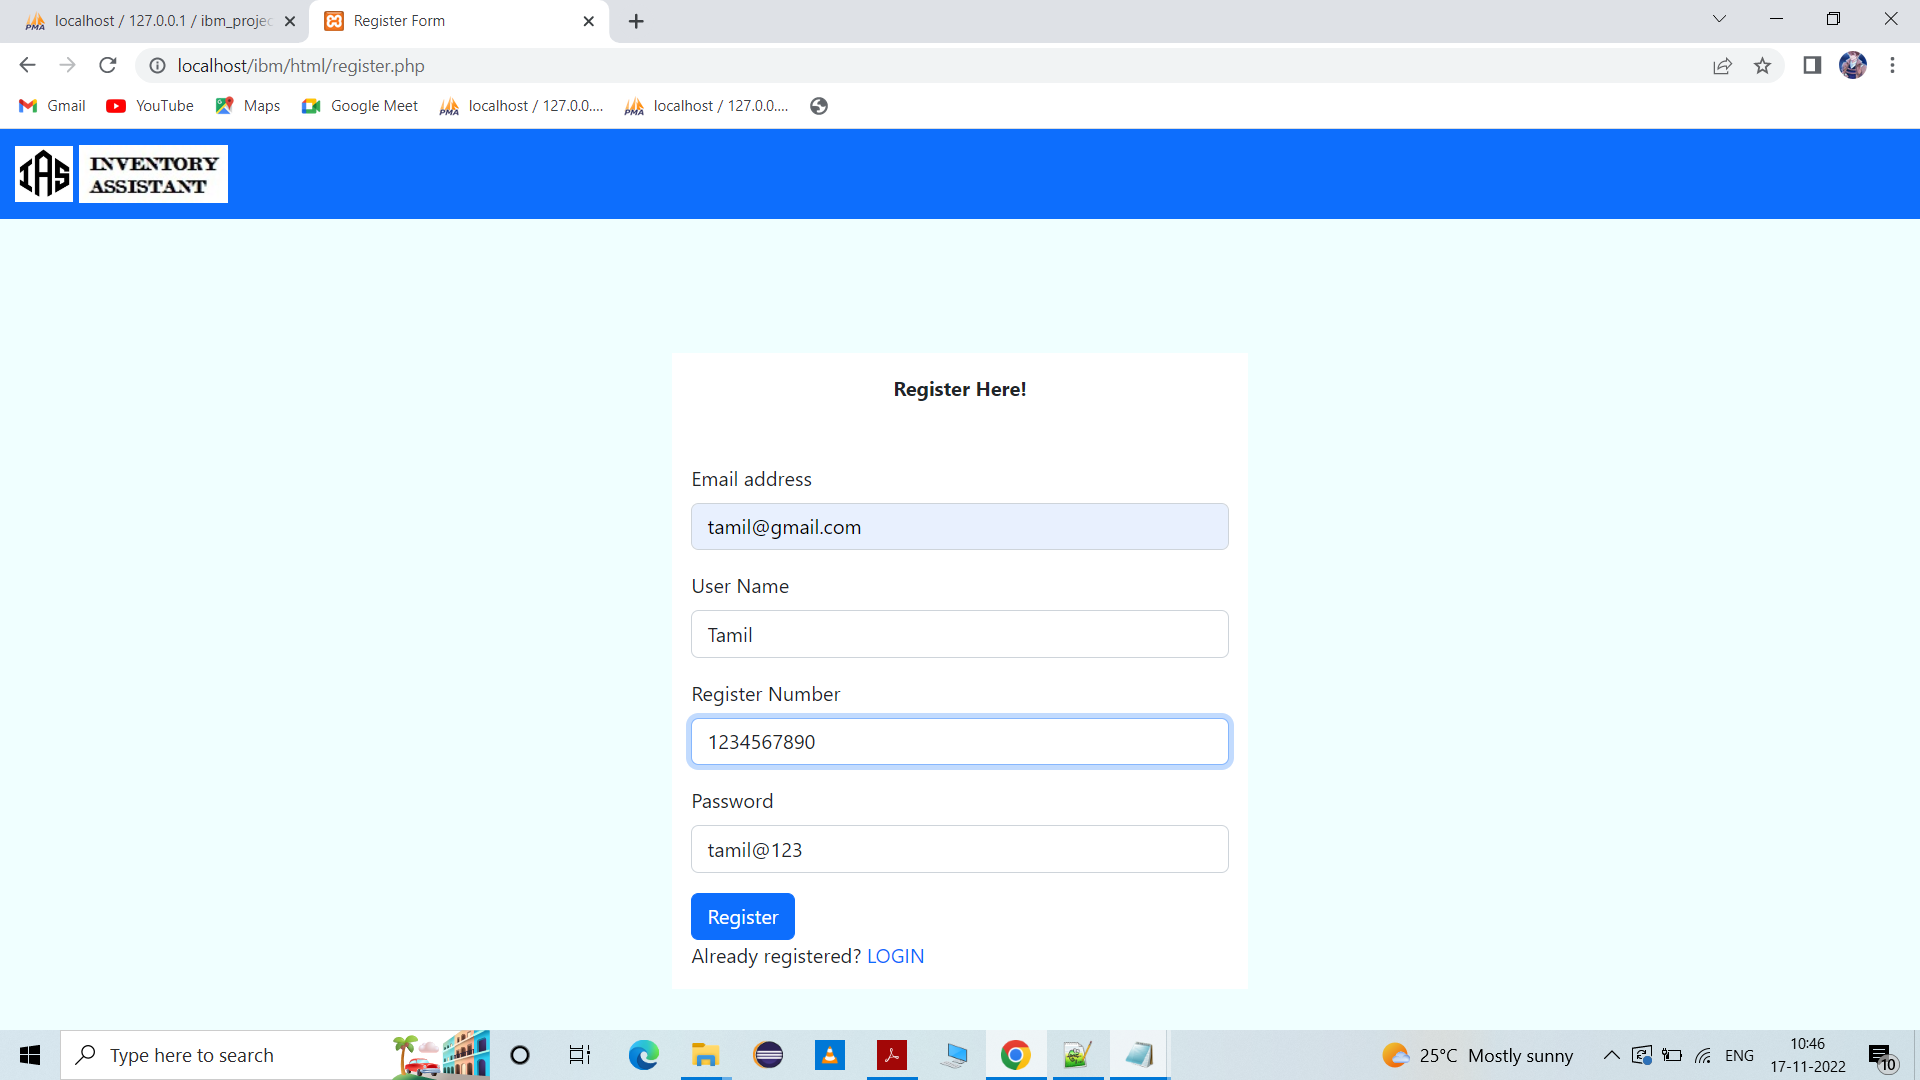 localhost / 127.0.0.1 / ibm_projec
Register Form
localhost/ibm/html/register.php
Gmail
YouTube
Maps
Google Meet
PMA
localhost / 127.0.0....
PMA
localhost / 127.0.0....
IAS
INVENTORY
ASSISTANT
Register Here!
Email address
tamil@gmail.com
User Name
Tamil
Register Number
1234567890
Password
tamil@123
Register
Already registered? LOGIN
Type here to search
25°C Mostly sunny
ENG
10:46
17-11-2022
10